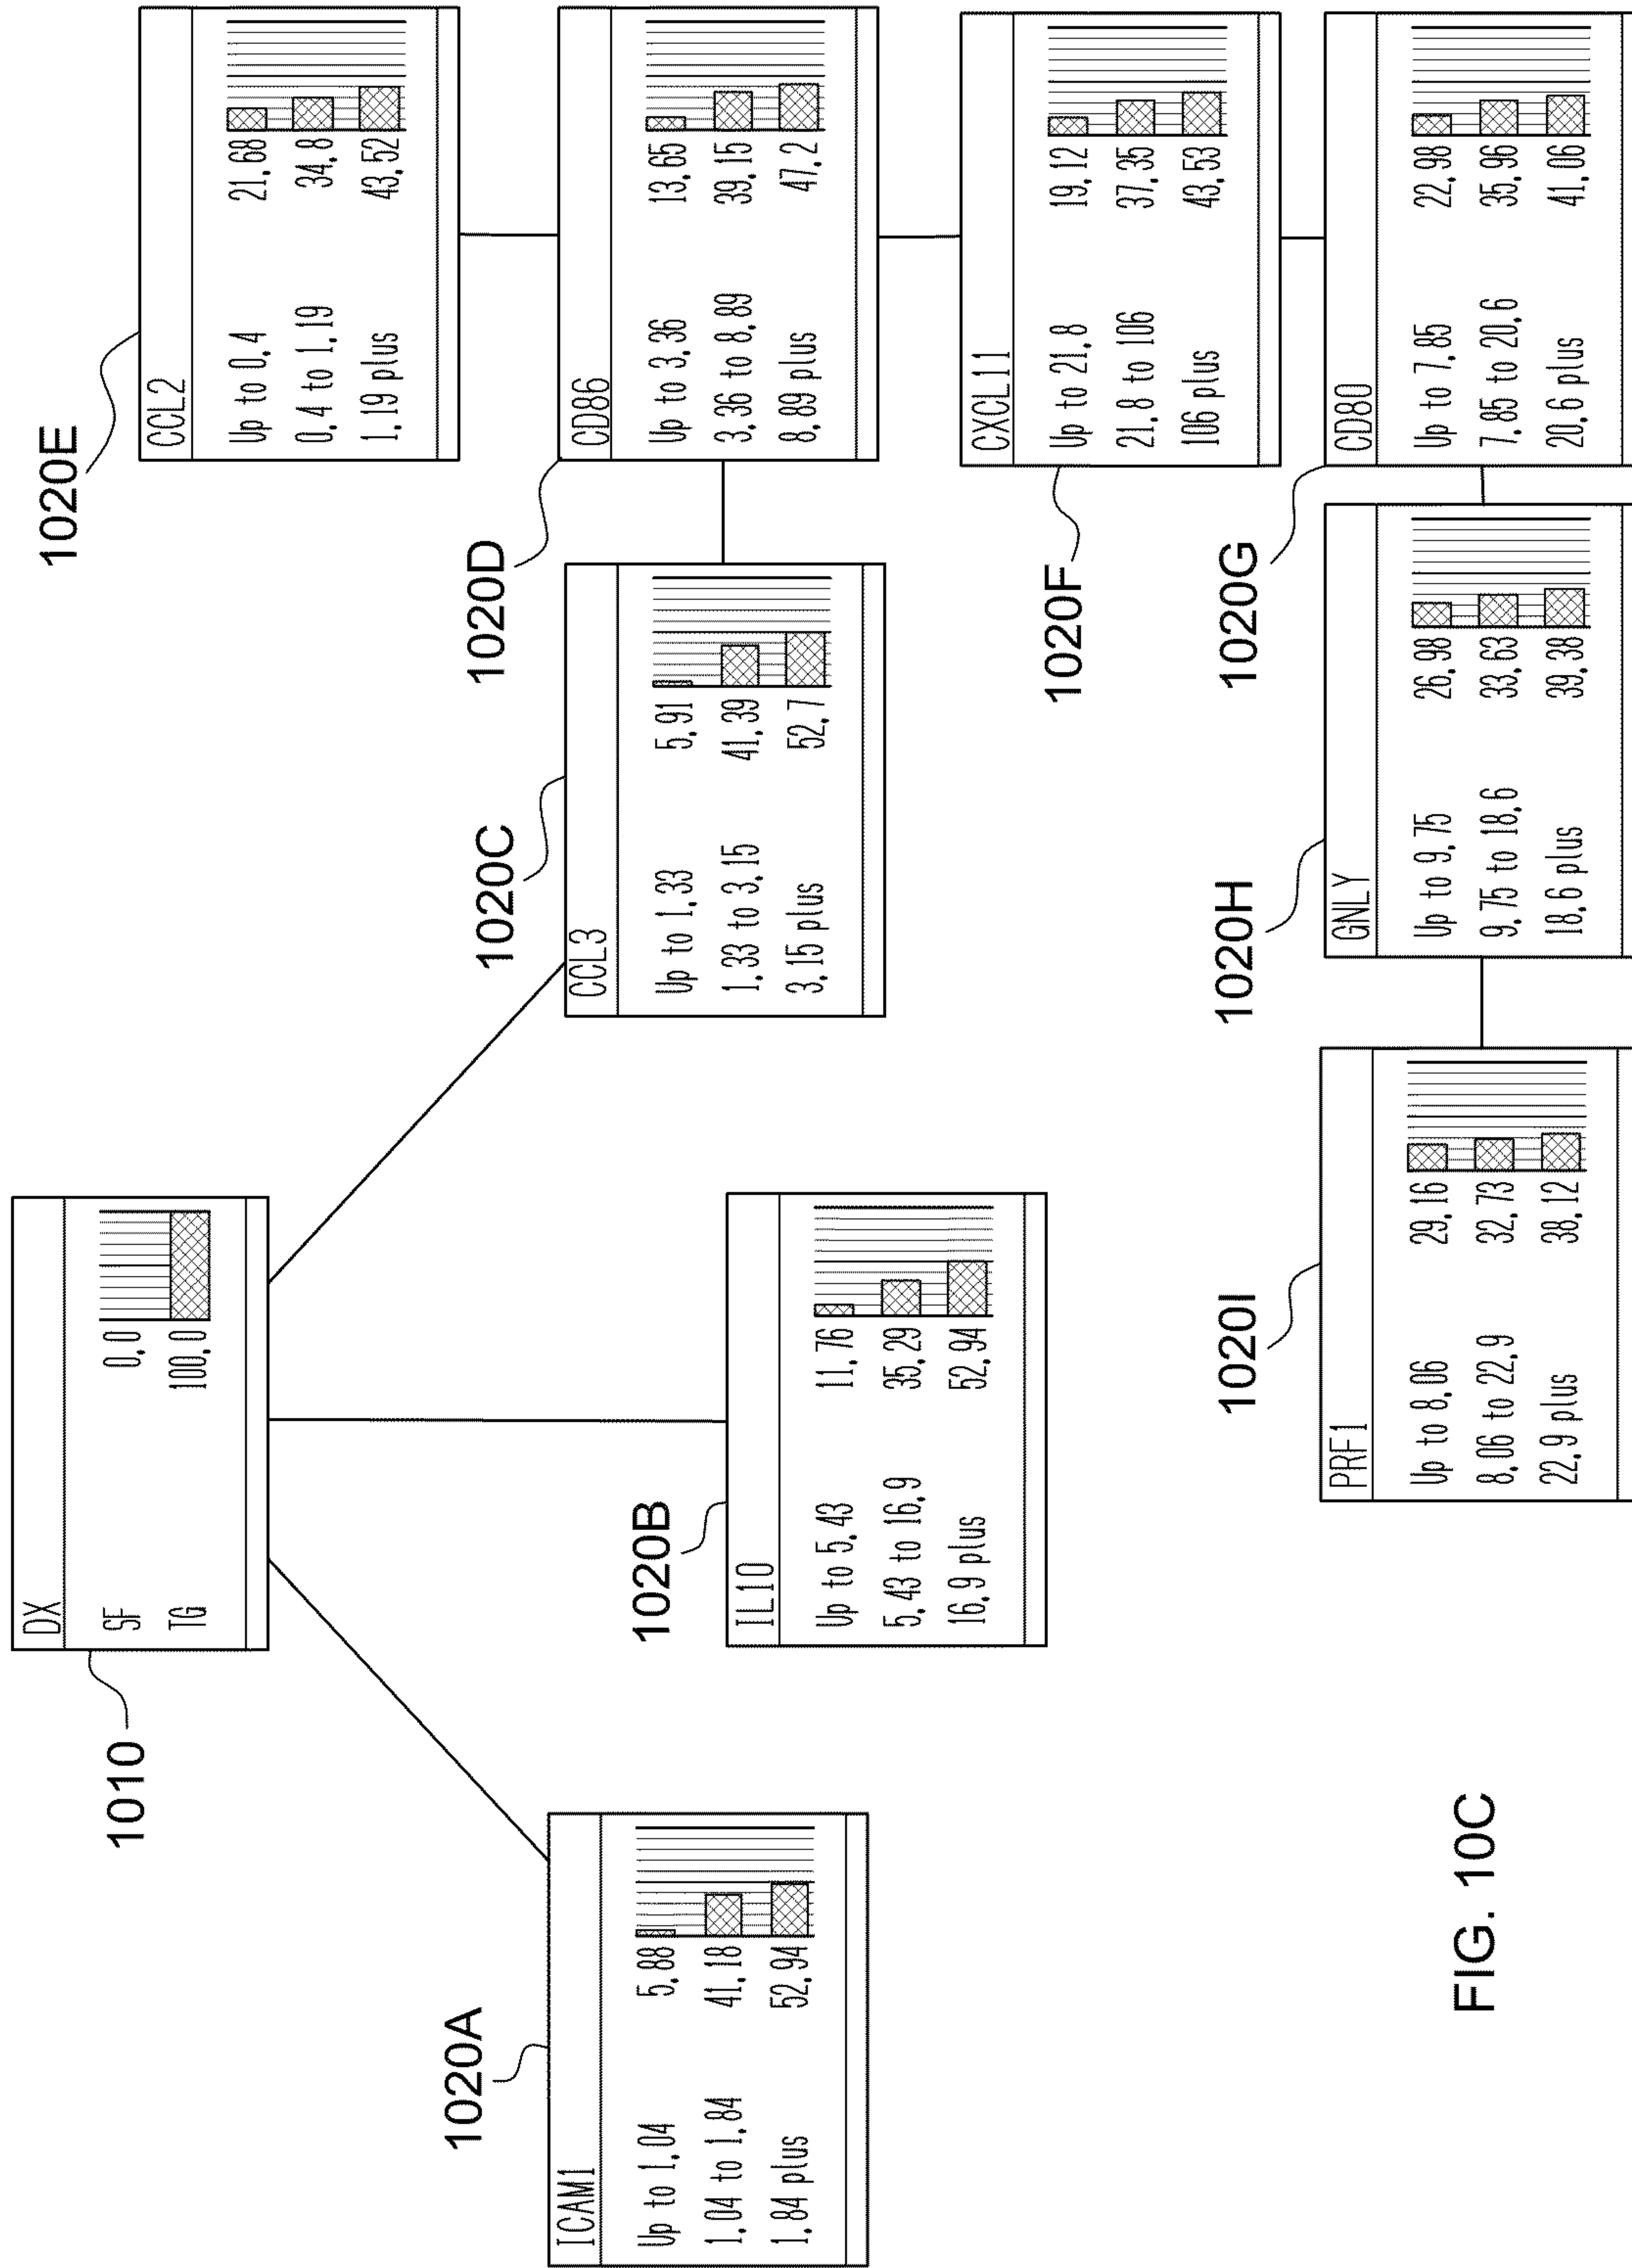 1010
DX
SF 0,0
TG 100,0
1020A
ICAM1
Up to 1,04 5,88
1,04 to 1,84 41,18
1,84 plus 52,94
1020B
IL10
Up to 5,43 11,76
5,43 to 16,9 35,29
16,9 plus 52,94
1020C
CCL3
Up to 1,33 5,91
1,33 to 3,15 41,39
3,15 plus 52,7
1020D
CD86
Up to 3,36 13,65
3,36 to 8,89 39,15
8,89 plus 47,2
1020E
CCL2
Up to 0,4 21,68
0,4 to 1,19 34,8
1,19 plus 43,52
1020F
CXCL11
Up to 21,8 19,12
21,8 to 106 37,35
106 plus 43,53
1020G
CD80
Up to 7,85 22,98
7,85 to 20,6 35,96
20,6 plus 41,06
1020H
GNLY
Up to 9,75 26,98
9,75 to 18,6 33,63
18,6 plus 39,38
1020I
PRF1
Up to 8,06 29,16
8,06 to 22,9 32,73
22,9 plus 38,12
FIG. 10C